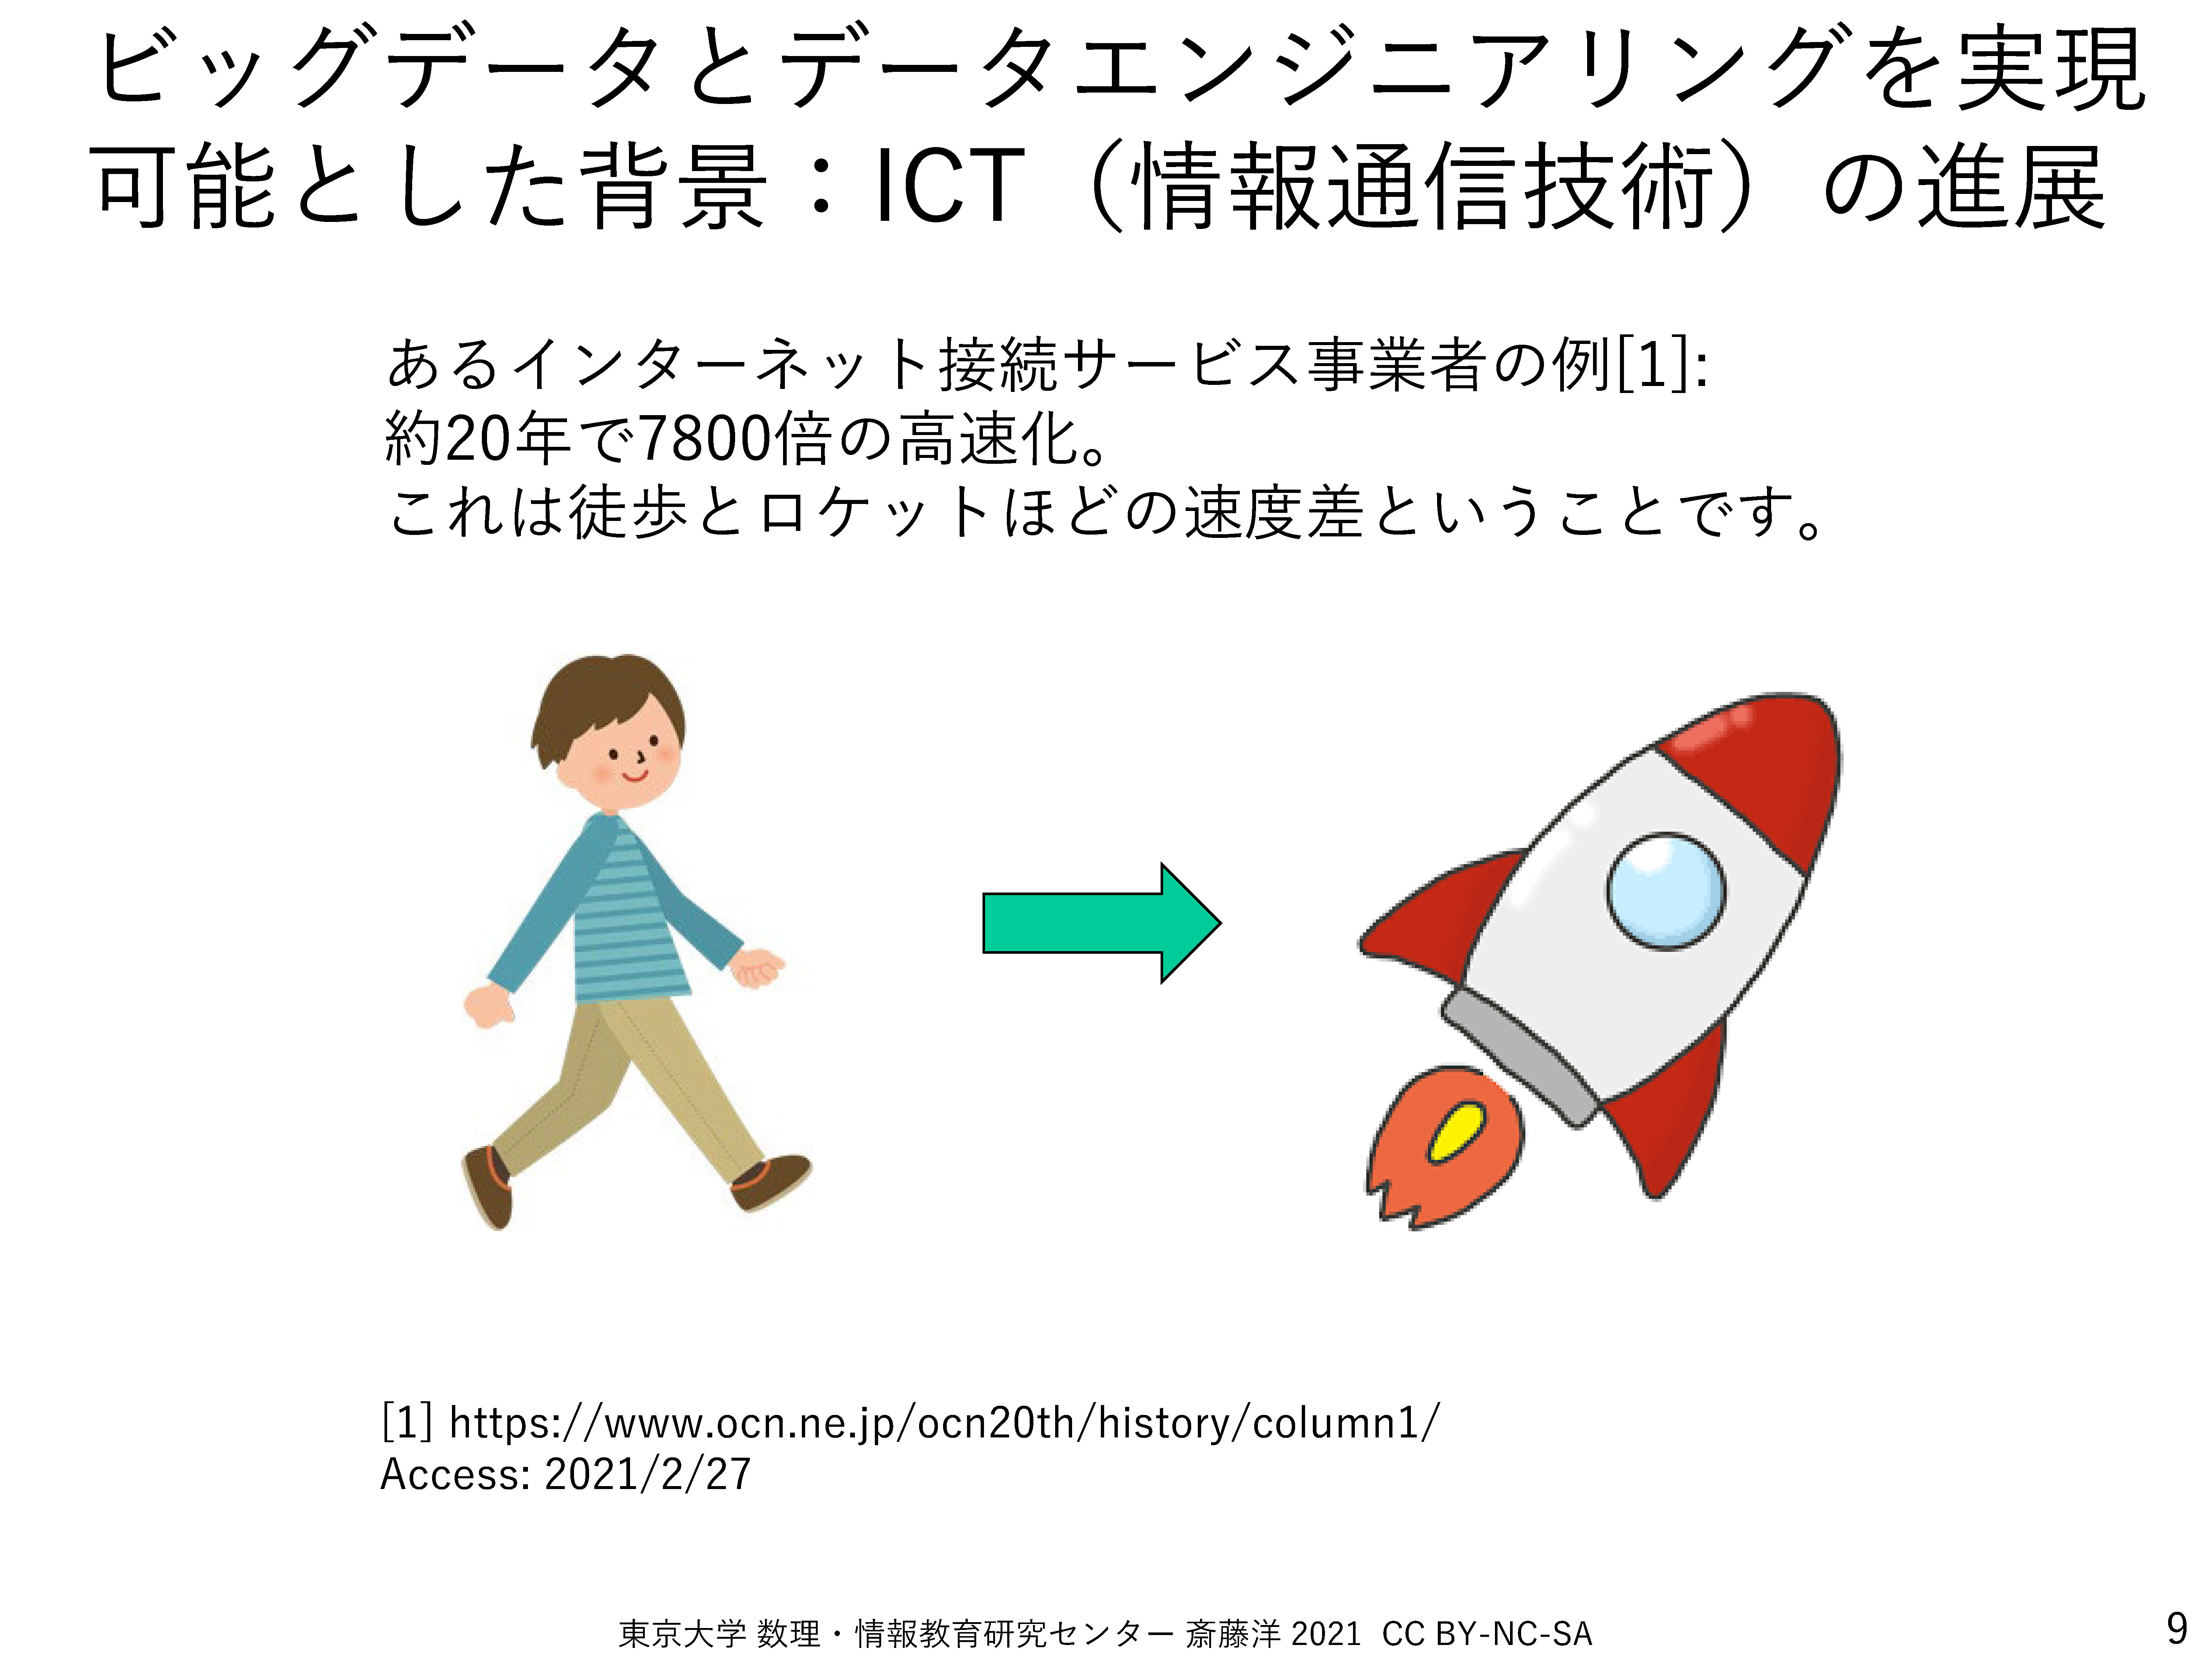 ビッグデータとデータエンジニアリングを実現
可能とした背景：ICT（情報通信技術）の進展
あるインターネット接続サービス事業者の例[1]:
約20年で7800倍の高速化。
これは徒歩とロケットほどの速度差ということです。
[1] https://www.ocn.ne.jp/ocn20th/history/column1/
Access: 2021/2/27
東京大学 数理・情報教育研究センター 斎藤洋 2021 CC BY-NC-SA
9